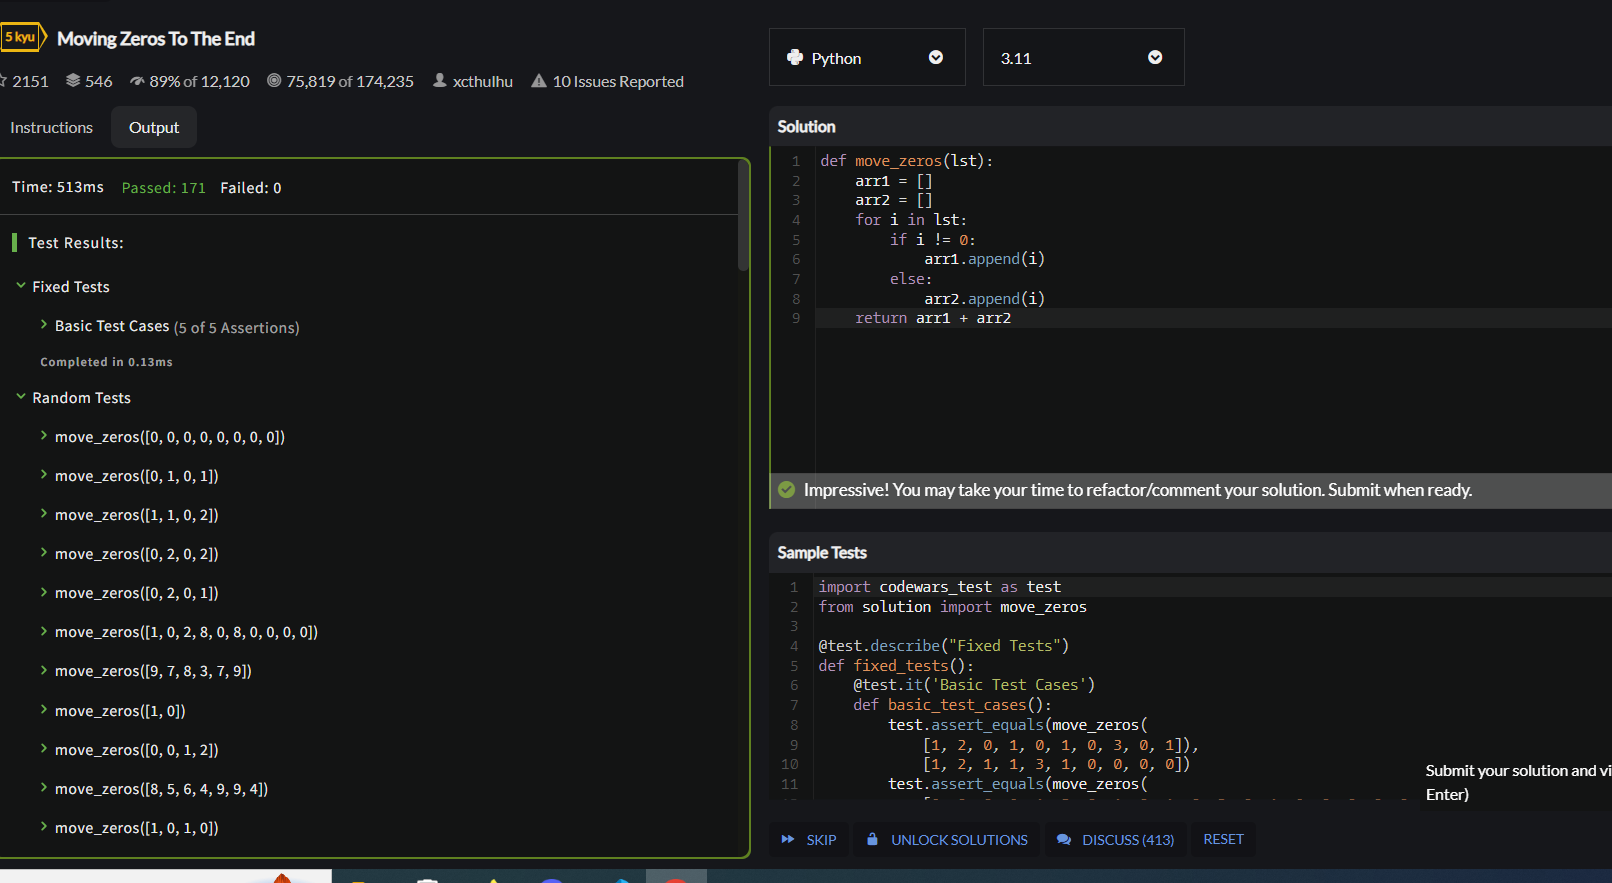 5 kyu Moving Zeros To The End
2151 546 89% of 12,120 75,819 of 174,235 xcthulhu 10 Issues Reported
Instructions Output
Time: 513ms Passed: 171 Failed: 0
Test Results:
Fixed Tests
Basic Test Cases (5 of 5 Assertions)
Completed in 0.13ms
Random Tests
move_zeros([0, 0, 0, 0, 0, 0, 0, 0])
move_zeros([0, 1, 0, 1])
move_zeros([1, 1, 0, 2])
move_zeros([0, 2, 0, 2])
move_zeros([0, 2, 0, 1])
move_zeros([1, 0, 2, 8, 0, 8, 0, 0, 0, 0])
move_zeros([9, 7, 8, 3, 7, 9])
move_zeros([1, 0])
move_zeros([0, 0, 1, 2])
move_zeros([8, 5, 6, 4, 9, 9, 4])
move_zeros([1, 0, 1, 0])
Python 3.11
Solution
1 def move_zeros(lst):
2 arr1 = []
3 arr2 = []
4 for i in lst:
5 if i != 0:
6 arr1.append(i)
7 else:
8 arr2.append(i)
9 return arr1 + arr2
Impressive! You may take your time to refactor/comment your solution. Submit when ready.
Sample Tests
1 import codewars_test as test
2 from solution import move_zeros
3
4 @test.describe("Fixed Tests")
5 def fixed_tests():
6 @test.it('Basic Test Cases')
7 def basic_test_cases():
8 test.assert_equals(move_zeros(
9 [1, 2, 0, 1, 0, 1, 0, 3, 0, 1]),
10 [1, 2, 1, 1, 3, 1, 0, 0, 0, 0])
11 test.assert_equals(move_zeros(
Submit your solution and vi
Enter)
SKIP UNLOCK SOLUTIONS DISCUSS (413) RESET